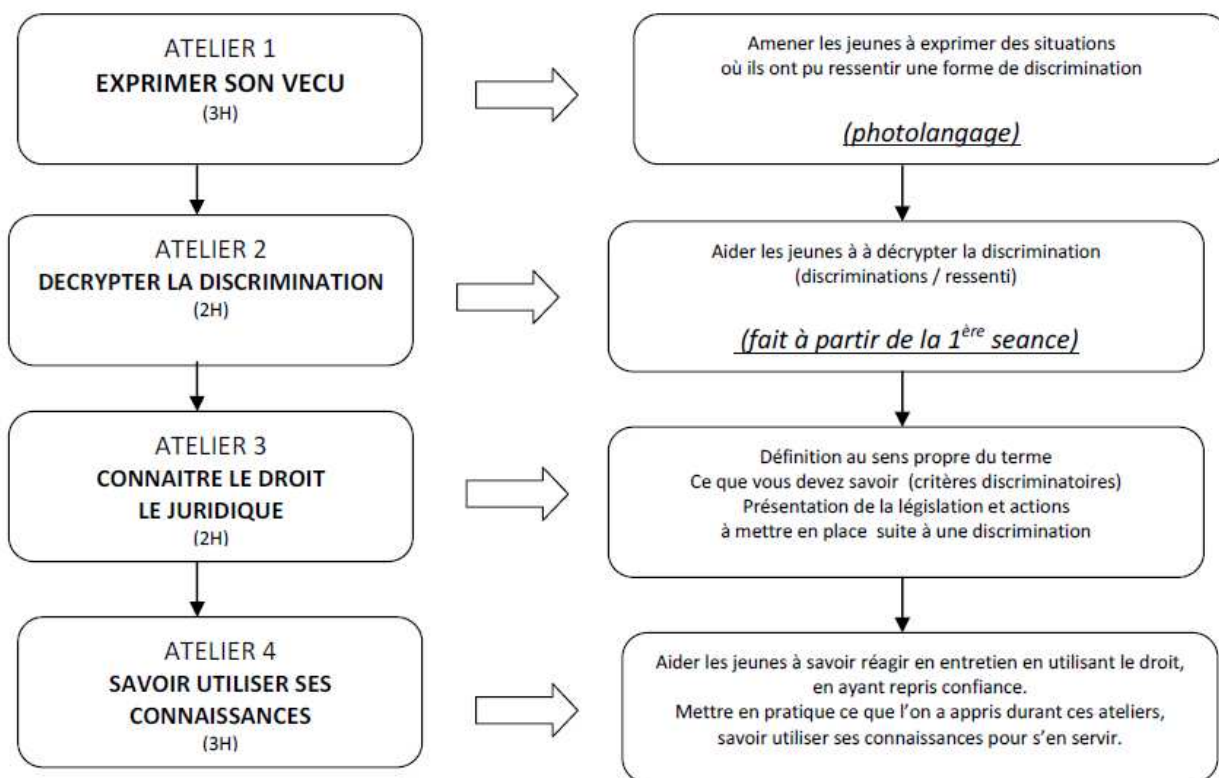 ATELIER 1
EXPRIMER SON VECU
(3H)
Amener les jeunes à exprimer des situations
où ils ont pu ressentir une forme de discrimination
(photolangage)
ATELIER 2
DECRYPTER LA DISCRIMINATION
(2H)
Aider les jeunes à à décrypter la discrimination
(discriminations / ressenti)
(fait à partir de la 1ère seance)
ATELIER 3
CONNAITRE LE DROIT
LE JURIDIQUE
(2H)
Définition au sens propre du terme
Ce que vous devez savoir (critères discriminatoires)
Présentation de la législation et actions
à mettre en place suite à une discrimination
ATELIER 4
SAVOIR UTILISER SES
CONNAISSANCES
(3H)
Aider les jeunes à savoir réagir en entretien en utilisant le droit,
en ayant repris confiance.
Mettre en pratique ce que l'on a appris durant ces ateliers,
savoir utiliser ses connaissances pour s'en servir.